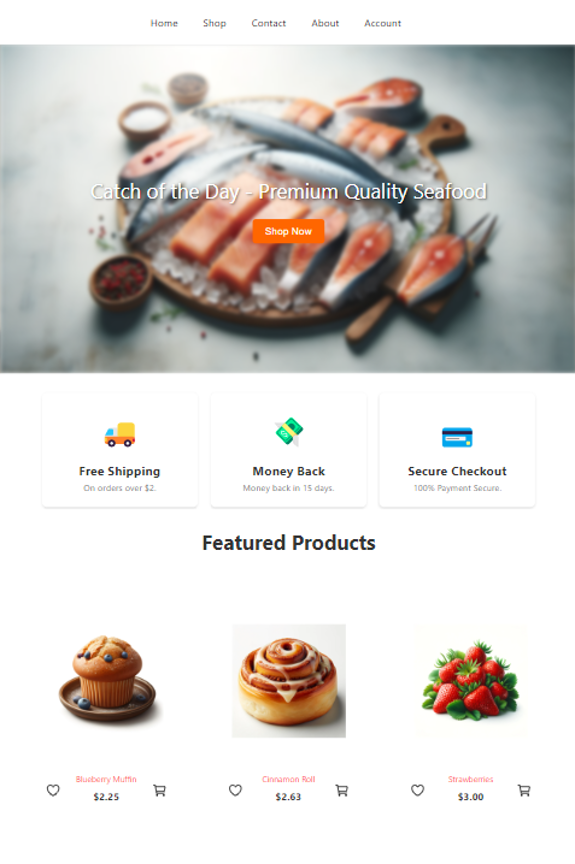 Home Shop Contact About Account
Catch of the Day - Premium Quality Seafood
Shop Now
Free Shipping
On orders over $2.
Money Back
Money back in 15 days.
Secure Checkout
100% Payment Secure.
Featured Products
Blueberry Muffin
$2.25
Cinnamon Roll
$2.63
Strawberries
$3.00